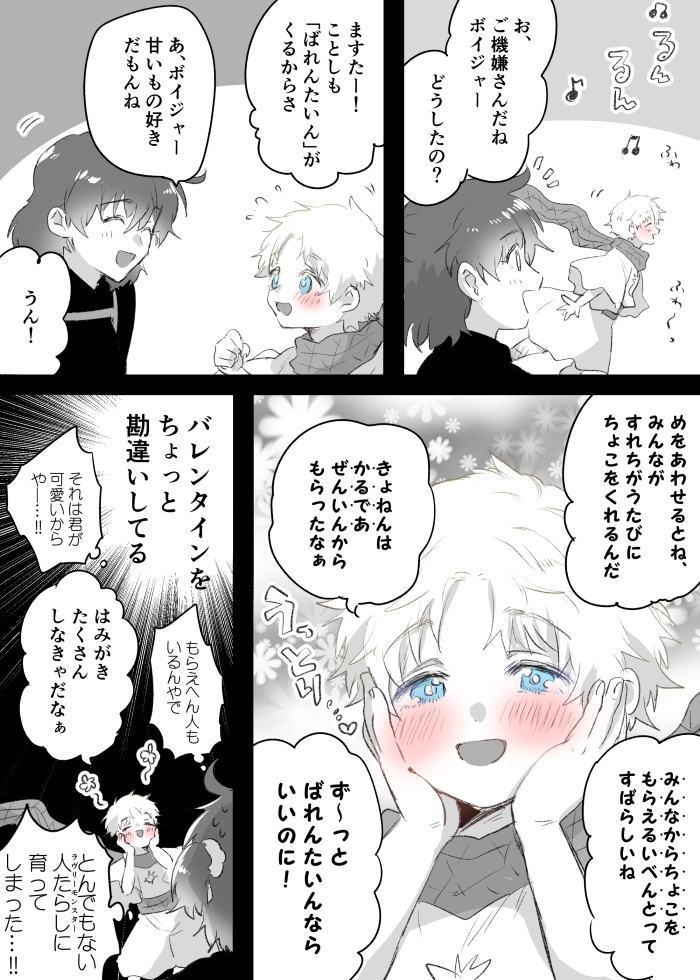 るん
るん
お、
ご機嫌さんだね
ボイジャー
どうしたの?
ふわ
ふわ
ますたー!
ことしも
「ばれんたいん」が
くるからさ
あ、ボイジャー
甘いもの好き
だもんね
うん!
めをあわせるとね、
みんなが
すれちがうたびに
ちょこをくれるんだ
きょねんは
かるであ
ぜんいんから
もらったなぁ
うっとり
みんなからちょこを
もらえるいべんとって
すばらしいね
ず〜っと
ばれんたいんなら
いいのに!
バレンタインを
ちょっと
勘違いしてる
それは君が
可愛いから
やー…!!
もらえへん人も
いるんやで
はみがき
たくさん
しなきゃだなぁ
とんでもない
人たらしに
ラヴリーモンスター
育って
しまった…!!